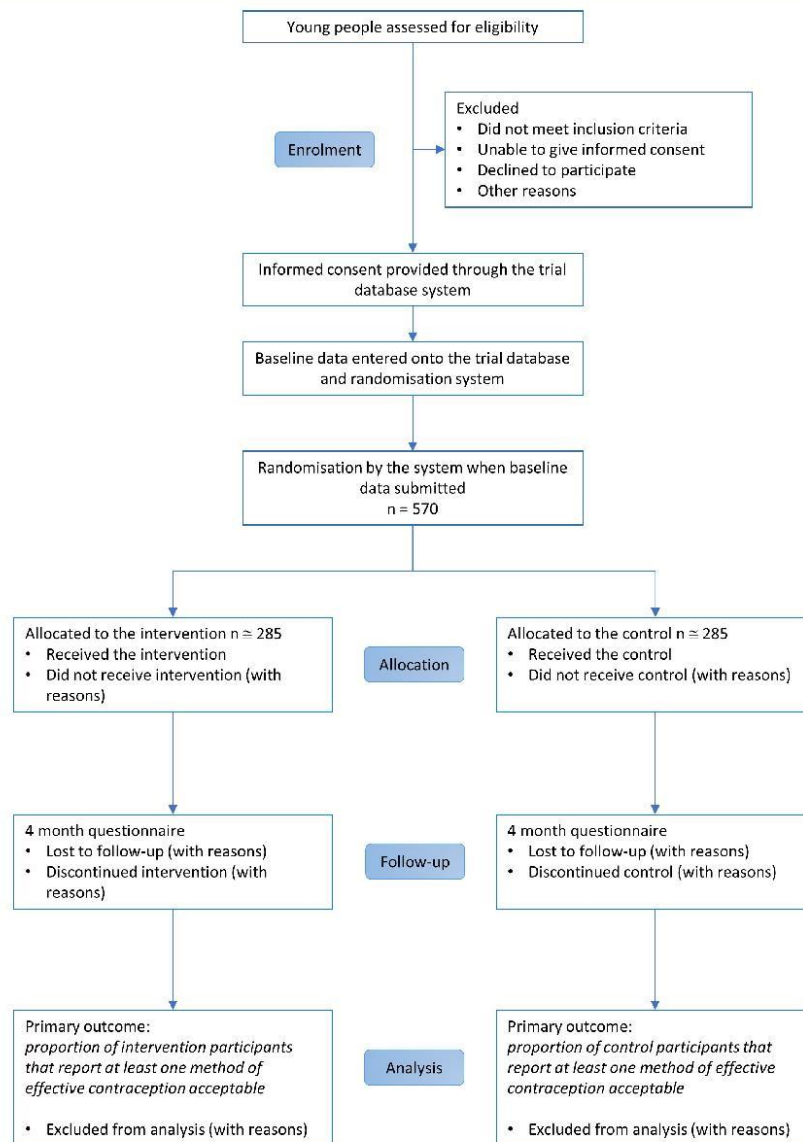 Young people assessed for eligibility
Enrolment
Excluded
• Did not meet inclusion criteria
• Unable to give informed consent
• Declined to participate
• Other reasons
Informed consent provided through the trial
database system
Baseline data entered onto the trial database
and randomisation system
Randomisation by the system when baseline
data submitted
n = 570
Allocated to the intervention n ≅ 285
• Received the intervention
• Did not receive intervention (with
reasons)
Allocation
Allocated to the control n ≅ 285
• Received the control
• Did not receive control (with reasons)
4 month questionnaire
• Lost to follow-up (with reasons)
• Discontinued intervention (with
reasons)
Follow-up
4 month questionnaire
• Lost to follow-up (with reasons)
• Discontinued control (with reasons)
Primary outcome:
proportion of intervention participants
that report at least one method of
effective contraception acceptable
• Excluded from analysis (with reasons)
Analysis
Primary outcome:
proportion of control participants that
report at least one method of effective
contraception acceptable
• Excluded from analysis (with reasons)